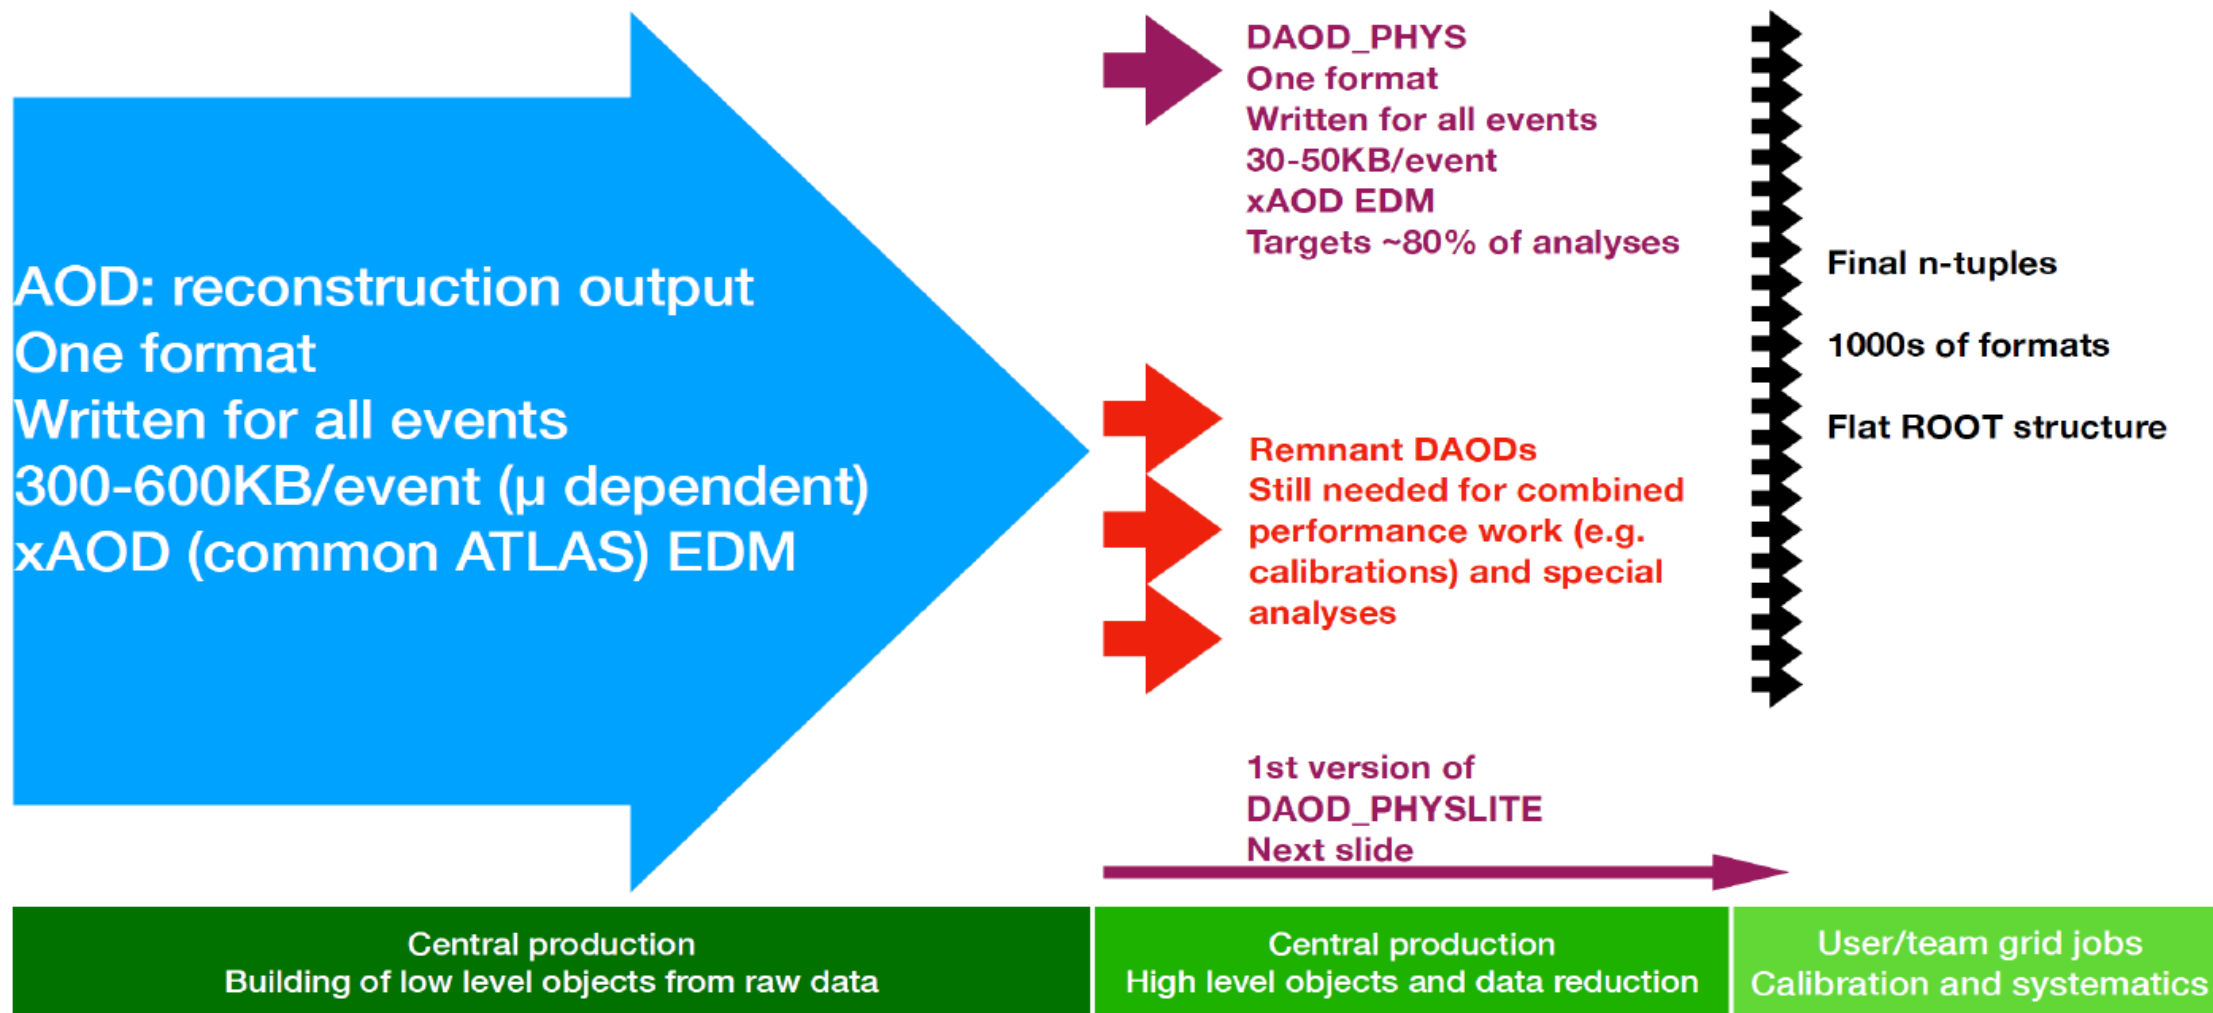 AOD: reconstruction output
One format
Written for all events
300-600KB/event (μ dependent)
xAOD (common ATLAS) EDM
DAOD_PHYS
One format
Written for all events
30-50KB/event
xAOD EDM
Targets ~80% of analyses
Remnant DAODs
Still needed for combined
performance work (e.g.
calibrations) and special
analyses
1st version of
DAOD_PHYSLITE
Next slide
Final n-tuples
1000s of formats
Flat ROOT structure
Central production
Building of low level objects from raw data
Central production
High level objects and data reduction
User/team grid jobs
Calibration and systematics